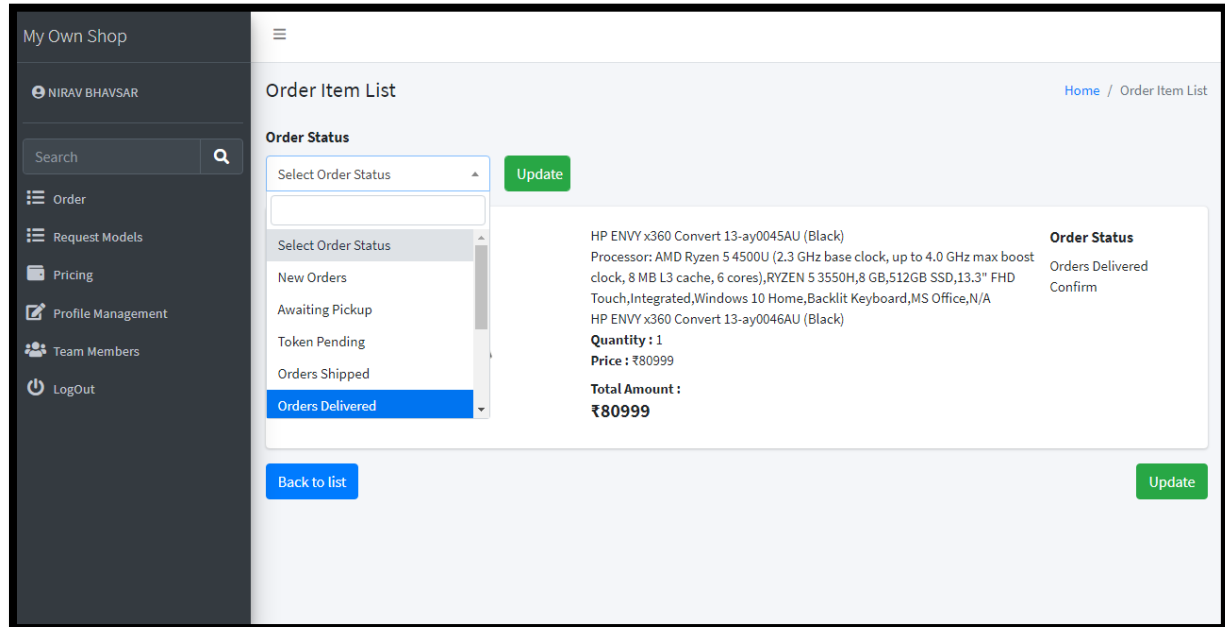 My Own Shop
NIRAV BHAVSAR
Search
Order
Request Models
Pricing
Profile Management
Team Members
LogOut
Order Item List
Home / Order Item List
Order Status
Select Order Status
Update
Select Order Status
New Orders
Awaiting Pickup
Token Pending
Orders Shipped
Orders Delivered
HP ENVY x360 Convert 13-ay0045AU (Black)
Processor: AMD Ryzen 5 4500U (2.3 GHz base clock, up to 4.0 GHz max boost
clock, 8 MB L3 cache, 6 cores),RYZEN 5 3550H,8 GB,512GB SSD,13.3" FHD
Touch,Integrated,Windows 10 Home,Backlit Keyboard,MS Office,N/A
HP ENVY x360 Convert 13-ay0046AU (Black)
Quantity : 1
Price : ₹80999
Total Amount :
₹80999
Order Status
Orders Delivered
Confirm
Back to list
Update